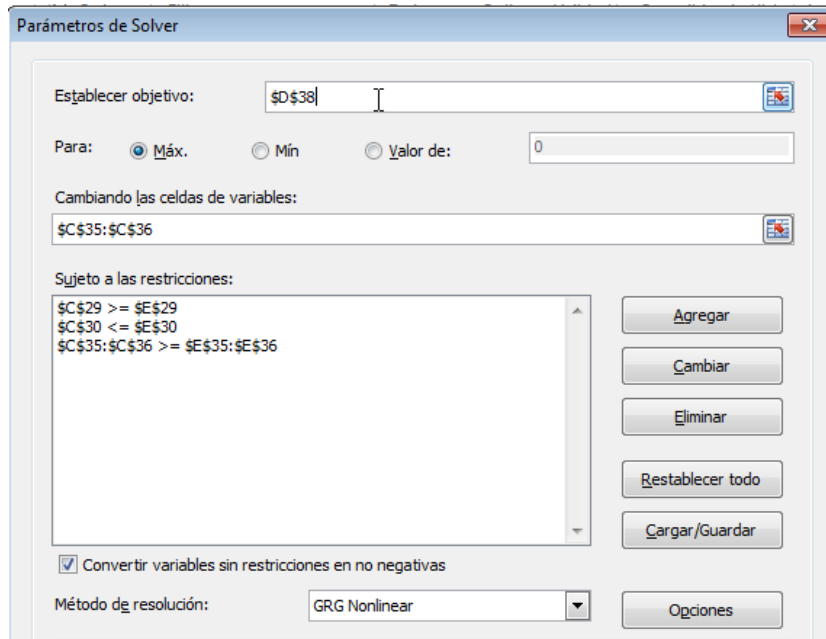 Parámetros de Solver
Establecer objetivo: $D$38
Para: Máx. Mín Valor de: 0
Cambiando las celdas de variables:
$C$35:$C$36
Sujeto a las restricciones:
$C$29 >= $E$29
$C$30 <= $E$30
$C$35:$C$36 >= $E$35:$E$36
Agregar
Cambiar
Eliminar
Restablecer todo
Cargar/Guardar
Convertir variables sin restricciones en no negativas
Método de resolución: GRG Nonlinear Opciones